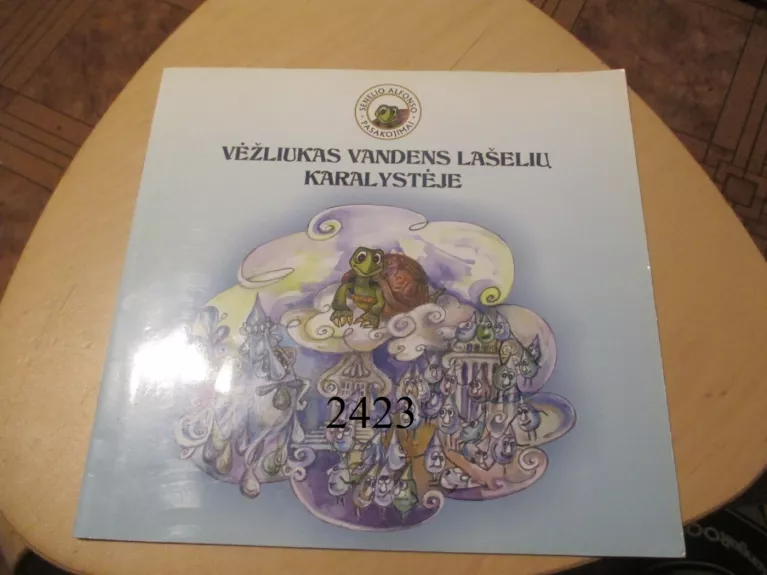 SENELIO ALFONSO
PASAKOJIMAI
VĖŽLIUKAS VANDENS LAŠELIŲ
KARALYSTĖJE
2423